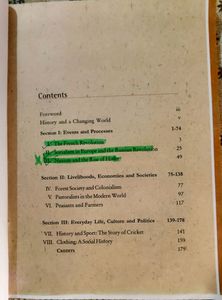 Contents
Foreword iii
History and a Changing World v
Section I: Events and Processes 1-74
I. The French Revolution 3
II. Socialism in Europe and the Russian Revolution 25
III. Nazism and the Rise of Hitler 49
Section II: Livelihoods, Economies and Societies 75-138
IV. Forest Society and Colonialism 77
V. Pastoralists in the Modern World 97
VI. Peasants and Farmers 117
Section III: Everyday Life, Culture and Politics 139-178
VII. History and Sport: The Story of Cricket 141
VIII. Clothing: A Social History 159
Credits 179